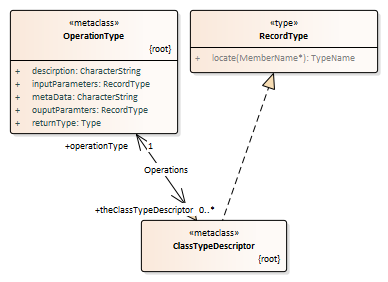 «metaclass»
OperationType
{root}
+ descirption: CharacterString
+ inputParameters: RecordType
+ metaData: CharacterString
+ ouputParamters: RecordType
+ returnType: Type
«type»
RecordType
+ locate(MemberName*): TypeName
+operationType 1
Operations
+theClassTypeDescriptor 0..*
«metaclass»
ClassTypeDescriptor
{root}